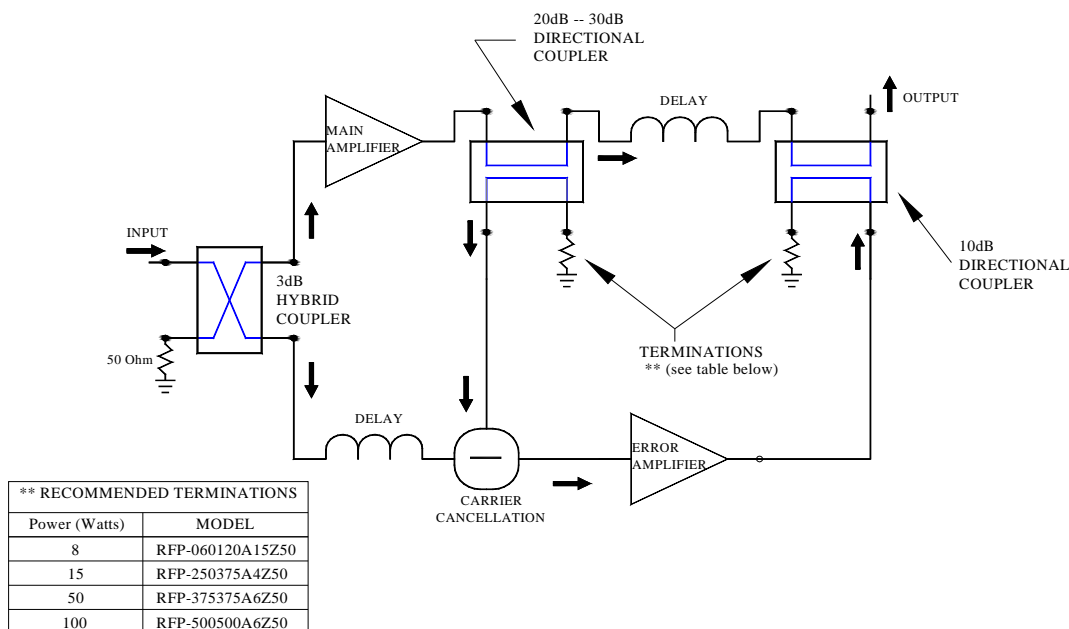 20dB -- 30dB
DIRECTIONAL
COUPLER
DELAY
OUTPUT
MAIN
AMPLIFIER
INPUT
3dB
HYBRID
COUPLER
10dB
DIRECTIONAL
COUPLER
50 Ohm
TERMINATIONS
** (see table below)
DELAY
ERROR
AMPLIFIER
CARRIER
CANCELLATION
** RECOMMENDED TERMINATIONS
Power (Watts) MODEL
8 RFP-060120A15Z50
15 RFP-250375A4Z50
50 RFP-375375A6Z50
100 RFP-500500A6Z50